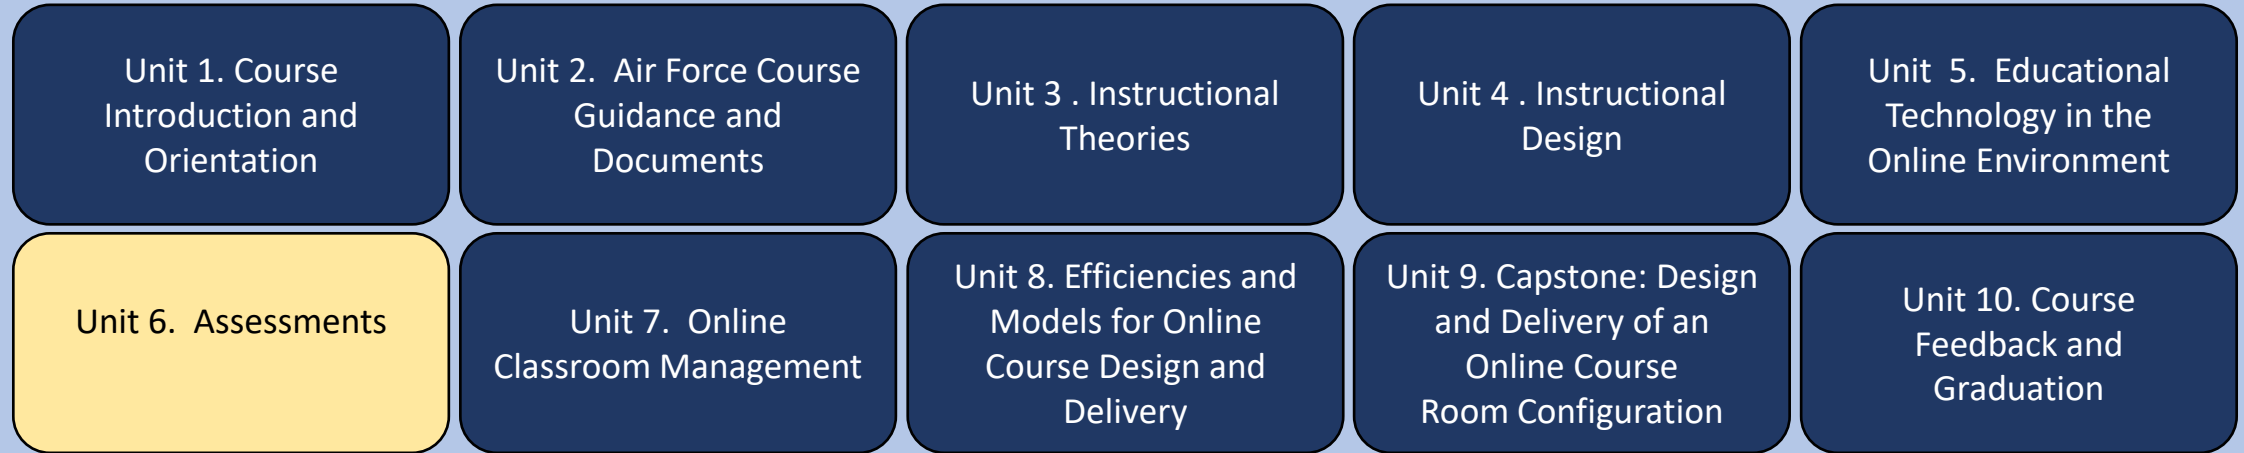 Unit 1. Course
Introduction and
Orientation
Unit 2.  Air Force Course
Guidance and
Documents
Unit 3 . Instructional
Theories
Unit 4 . Instructional
Design
Unit  5.  Educational
Technology in the
Online Environment
Unit 6.  Assessments
Unit 7.  Online
Classroom Management
Unit 8. Efficiencies and
Models for Online
Course Design and
Delivery
Unit 9. Capstone: Design
and Delivery of an
Online Course
Room Configuration
Unit 10. Course
Feedback and
Graduation